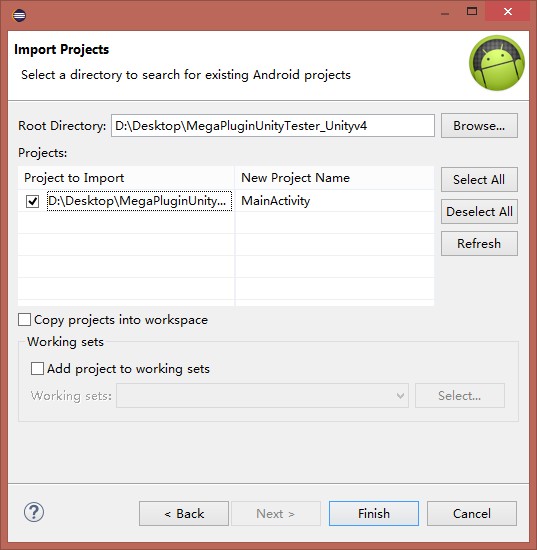 Import Projects
Select a directory to search for existing Android projects
Root Directory: D:\Desktop\MegaPluginUnityTester_Unityv4 Browse...
Projects:
Project to Import New Project Name
D:\Desktop\MegaPluginUnity... MainActivity
Select All
Deselect All
Refresh
Copy projects into workspace
Working sets
Add project to working sets
Working sets: Select...
? < Back Next > Finish Cancel